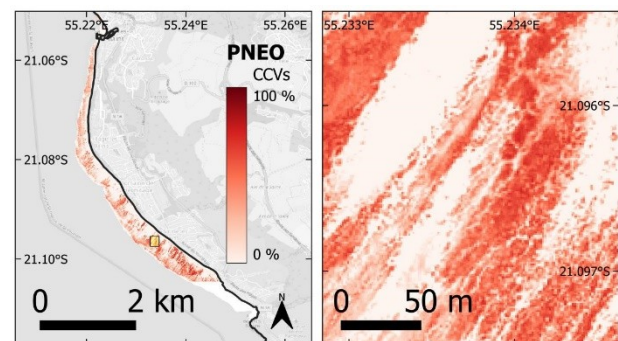 55.22°E 55.24°E 55.26°E
21.06°S
21.08°S
21.10°S
PNEO
CCVs
100 %
0 %
0 2 km
N
55.233°E 55.234°E
21.096°S
21.097°S
0 50 m